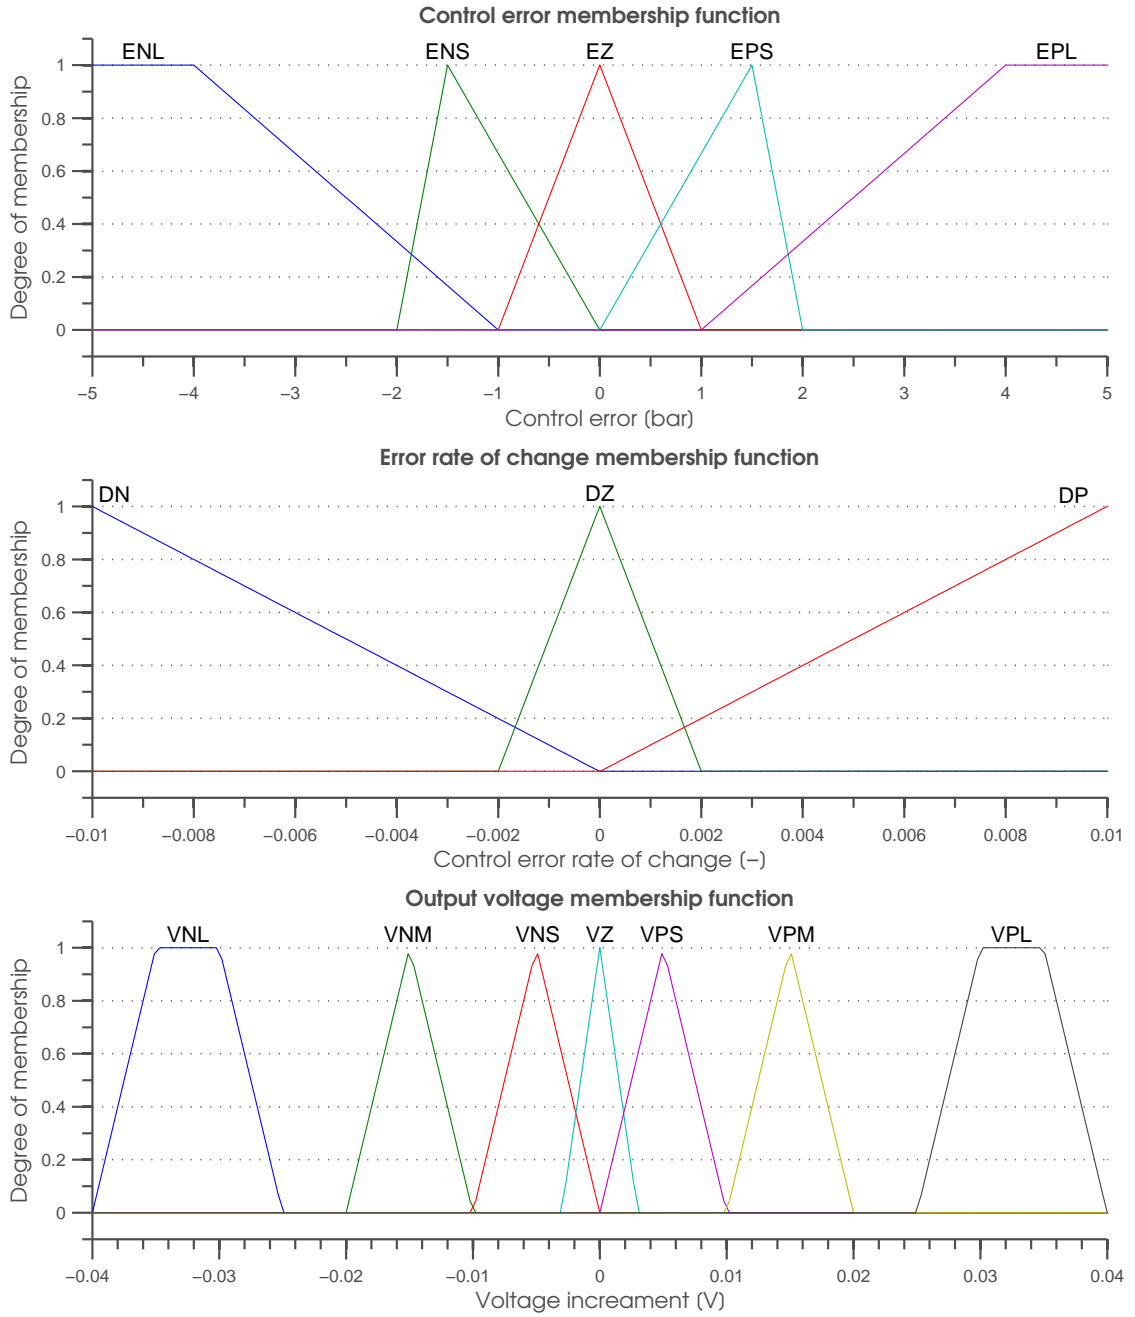 Control error membership function
ENL ENS EZ EPS EPL
Degree of membership
1
0.8
0.6
0.4
0.2
0
−5 −4 −3 −2 −1 0 1 2 3 4 5
Control error (bar)
Error rate of change membership function
DN DZ DP
Degree of membership
1
0.8
0.6
0.4
0.2
0
−0.01 −0.008 −0.006 −0.004 −0.002 0 0.002 0.004 0.006 0.008 0.01
Control error rate of change (−)
Output voltage membership function
VNL VNM VNS VZ VPS VPM VPL
Degree of membership
1
0.8
0.6
0.4
0.2
0
−0.04 −0.03 −0.02 −0.01 0 0.01 0.02 0.03 0.04
Voltage increament (V)